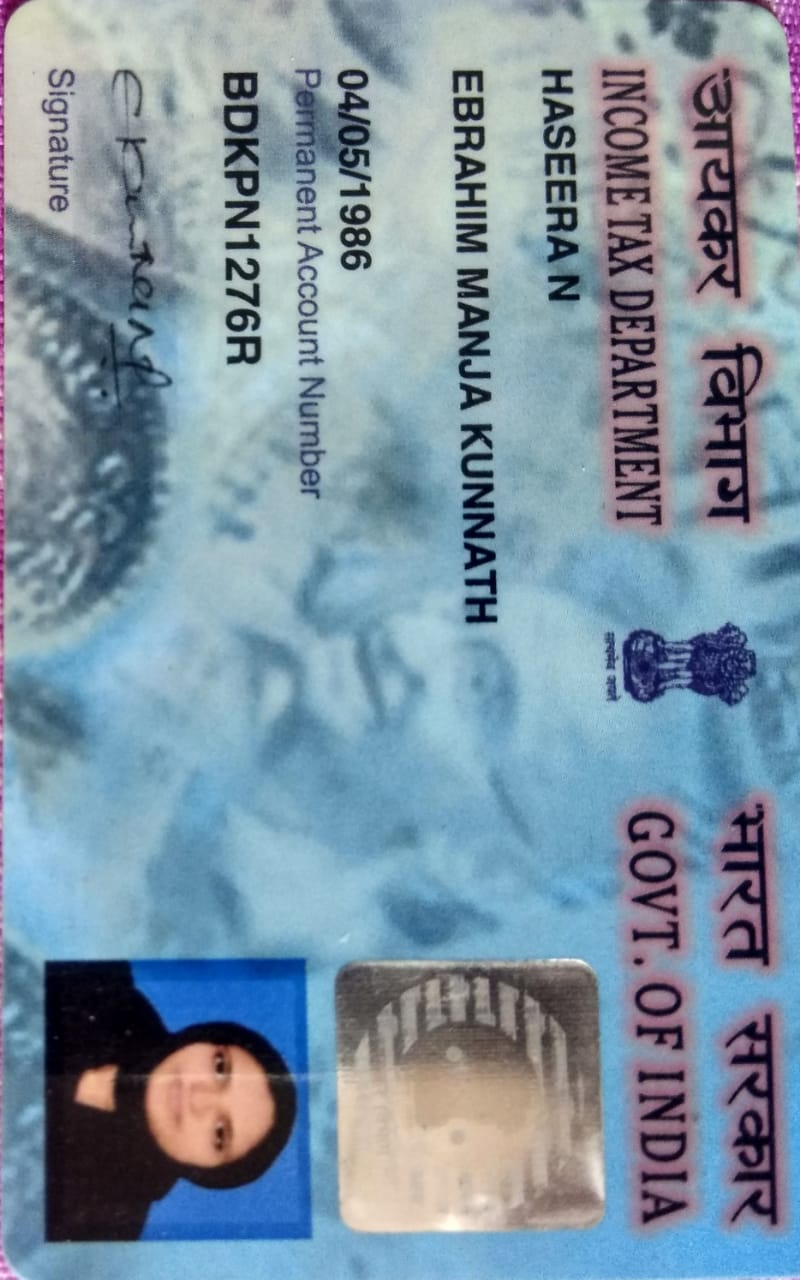 आयकर विभाग
INCOME TAX DEPARTMENT
सत्यमेव जयते
भारत सरकार
GOVT. OF INDIA
HASEERA N
EBRAHIM MANJA KUNNATH
04/05/1986
Permanent Account Number
BDKPN1276R
Signature